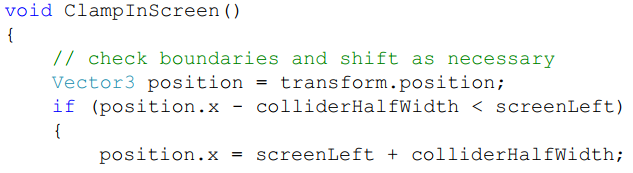 void ClampInScreen()
{
    // check boundaries and shift as necessary
    Vector3 position = transform.position;
    if (position.x - colliderHalfWidth < screenLeft)
    {
        position.x = screenLeft + colliderHalfWidth;